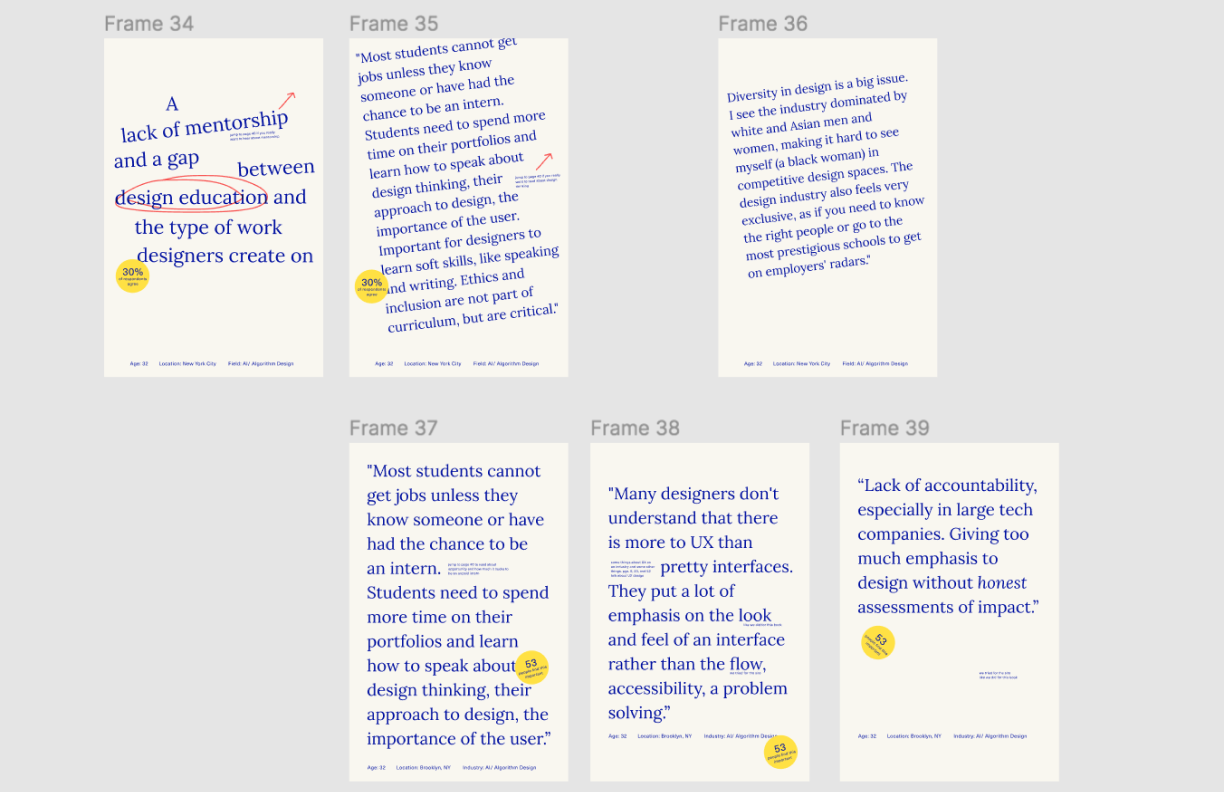 Frame 34
A
lack of mentorship
and a gap
between
design education and
the type of work
designers create on
30%
of respondents
agree
Age: 32 Location: New York City Field: AI/ Algorithm Design
Frame 35
"Most students cannot get
jobs unless they know
someone or have had the
chance to be an intern.
Students need to spend more
time on their portfolios and
learn how to speak about
design thinking, their
approach to design, the
importance of the user.
Important for designers to
learn soft skills, like speaking
and writing. Ethics and
inclusion are not part of
curriculum, but are critical."
30%
of respondents
agree
Age: 32 Location: New York City Field: AI/ Algorithm Design
Frame 36
Diversity in design is a big issue.
I see the industry dominated by
white and Asian men and
women, making it hard to see
myself (a black woman) in
competitive design spaces. The
design industry also feels very
exclusive, as if you need to know
the right people or go to the
most prestigious schools to get
on employers' radars."
Age: 32 Location: New York City Field: AI/ Algorithm Design
Frame 37
"Most students cannot
get jobs unless they
know someone or have
had the chance to be
an intern.
Students need to spend
more time on their
portfolios and learn
how to speak about
design thinking, their
approach to design, the
importance of the user.”
53
Age: 32 Location: Brooklyn, NY Industry: AI/ Algorithm Design
Frame 38
"Many designers don't
understand that there
is more to UX than
pretty interfaces.
They put a lot of
emphasis on the look
and feel of an interface
rather than the flow,
accessibility, a problem
solving.”
Age: 32 Location: Brooklyn, NY Industry: AI/ Algorithm Design
53
Frame 39
“Lack of accountability,
especially in large tech
companies. Giving too
much emphasis to
design without honest
assessments of impact.”
53
Age: 32 Location: Brooklyn, NY Industry: AI/ Algorithm Design